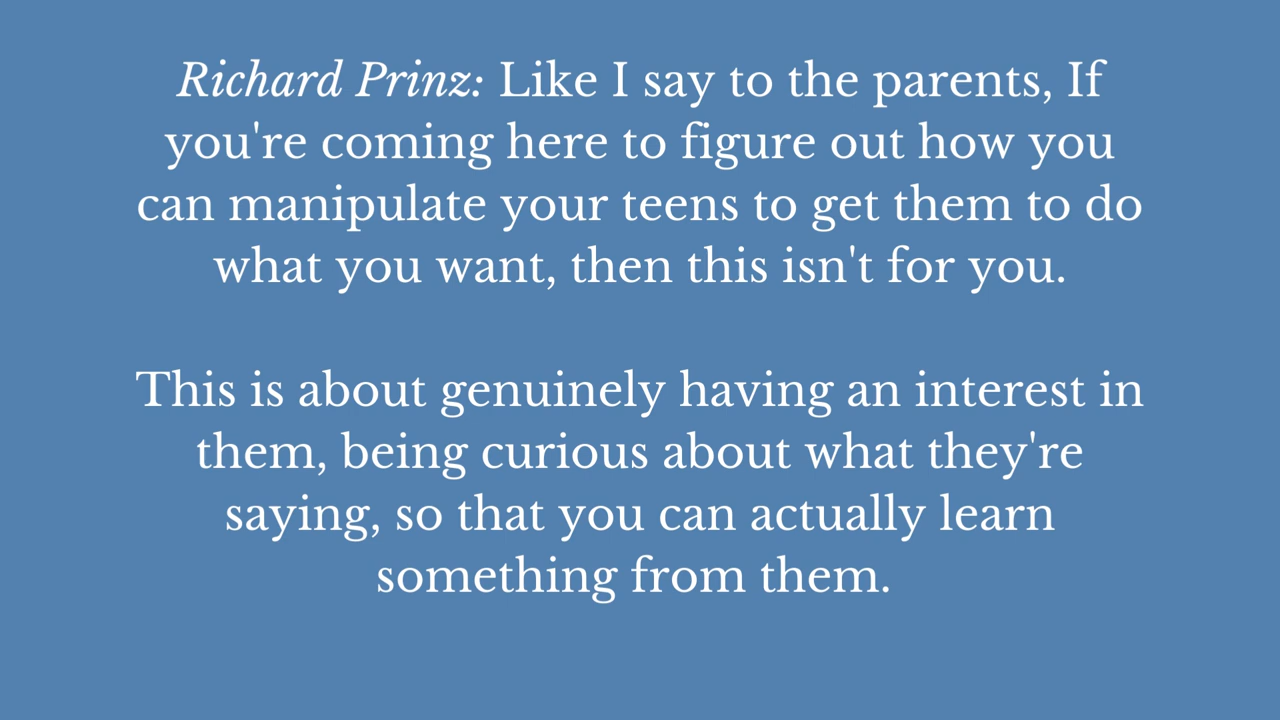 Richard Prinz: Like I say to the parents, If
you're coming here to figure out how you
can manipulate your teens to get them to do
what you want, then this isn't for you.
This is about genuinely having an interest in
them, being curious about what they're
saying, so that you can actually learn
something from them.